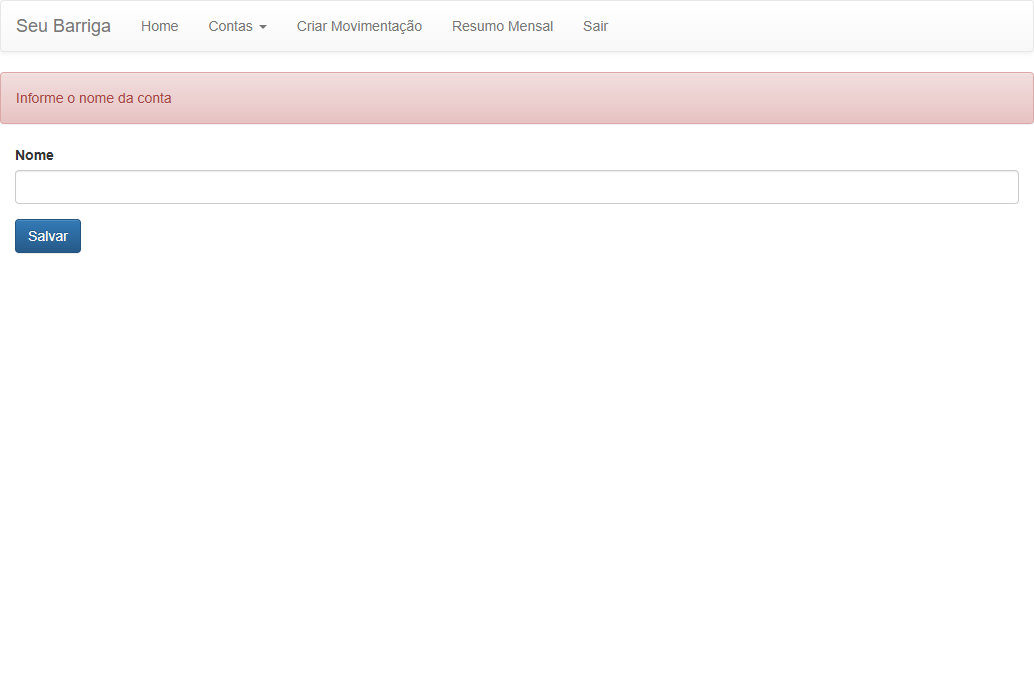 Seu Barriga Home Contas Criar Movimentação Resumo Mensal Sair
Informe o nome da conta
Nome
Salvar